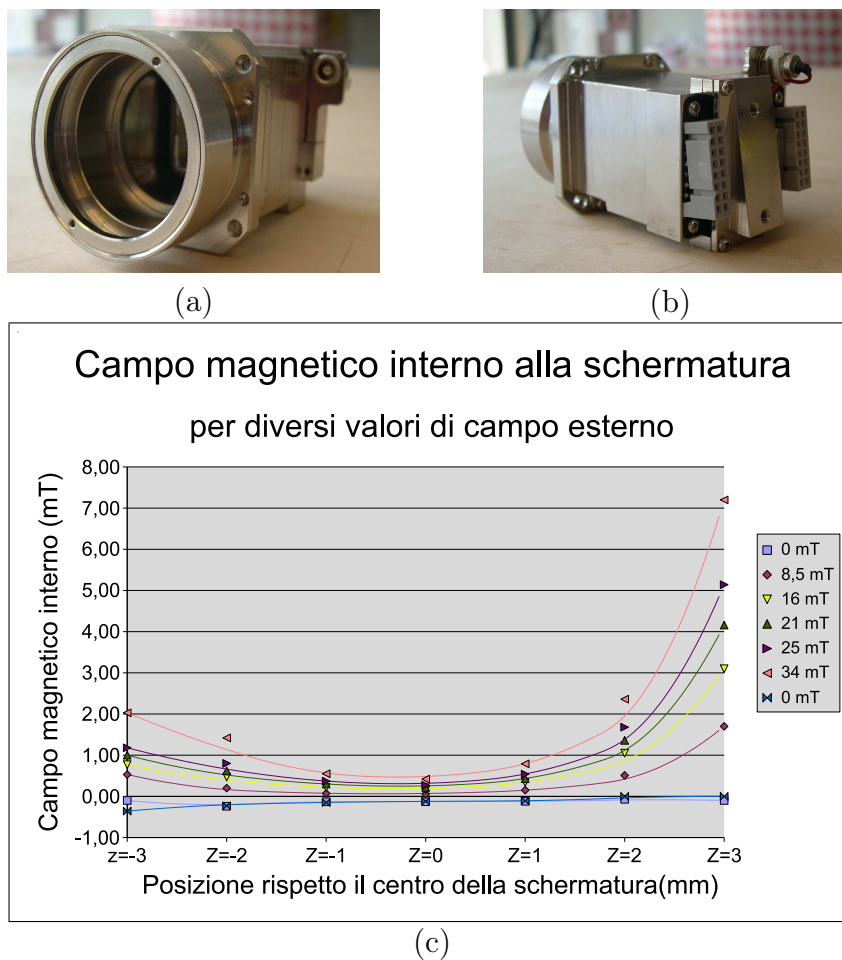 (a)
(b)
Campo magnetico interno alla schermatura
per diversi valori di campo esterno
Campo magnetico interno (mT)
8,00
7,00
6,00
5,00
4,00
3,00
2,00
1,00
0,00
-1,00
z=-3
Z=-2
Z=-1
Z=0
Z=1
Z=2
Z=3
Posizione rispetto il centro della schermatura(mm)
0 mT
8,5 mT
16 mT
21 mT
25 mT
34 mT
0 mT
(c)